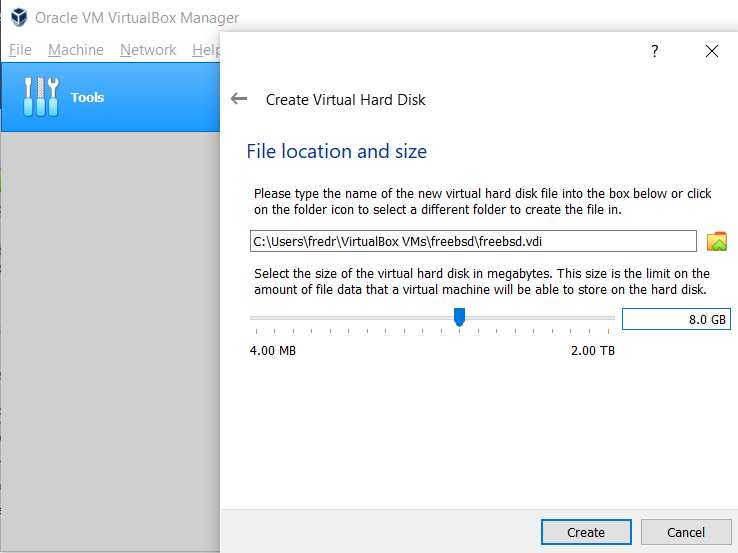 Oracle VM VirtualBox Manager
File Machine Network Help
?
Tools
Create Virtual Hard Disk
File location and size
Please type the name of the new virtual hard disk file into the box below or click
on the folder icon to select a different folder to create the file in.
C:\Users\fredr\VirtualBox VMs\freebsd\freebsd.vdi
Select the size of the virtual hard disk in megabytes. This size is the limit on the
amount of file data that a virtual machine will be able to store on the hard disk.
8.0 GB
4.00 MB 2.00 TB
Create Cancel